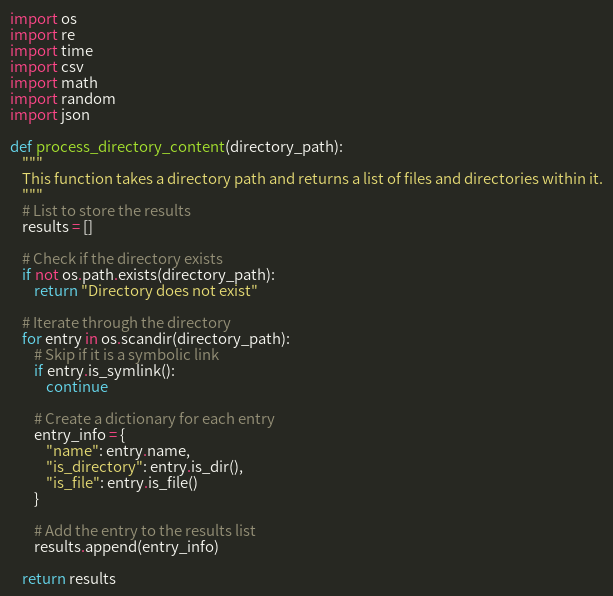 import os
import re
import time
import csv
import math
import random
import json

def process_directory_content(directory_path):
    """
    This function takes a directory path and returns a list of files and directories within it.
    """
    # List to store the results
    results = []

    # Check if the directory exists
    if not os.path.exists(directory_path):
        return "Directory does not exist"

    # Iterate through the directory
    for entry in os.scandir(directory_path):
        # Skip if it is a symbolic link
        if entry.is_symlink():
            continue

        # Create a dictionary for each entry
        entry_info = {
            "name": entry.name,
            "is_directory": entry.is_dir(),
            "is_file": entry.is_file()
        }

        # Add the entry to the results list
        results.append(entry_info)

    return results